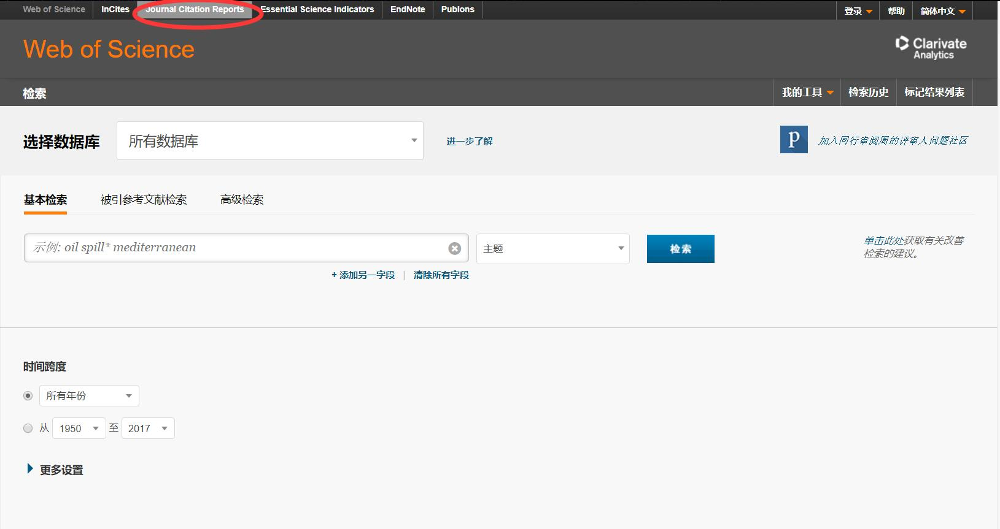 Web of Science InCites Journal Citation Reports Essential Science Indicators EndNote Publons 登录 帮助 简体中文
Web of Science
Clarivate
Analytics
检索 我的工具 检索历史 标记结果列表
选择数据库 所有数据库 进一步了解 p 加入同行审阅周的评审人问题社区
基本检索 被引参考文献检索 高级检索
示例: oil spill* mediterranean 主题 检索 单击此处获取有关改善
检索的建议。
+ 添加另一字段 | 清除所有字段
时间跨度
所有年份
从 1950 至 2017
更多设置